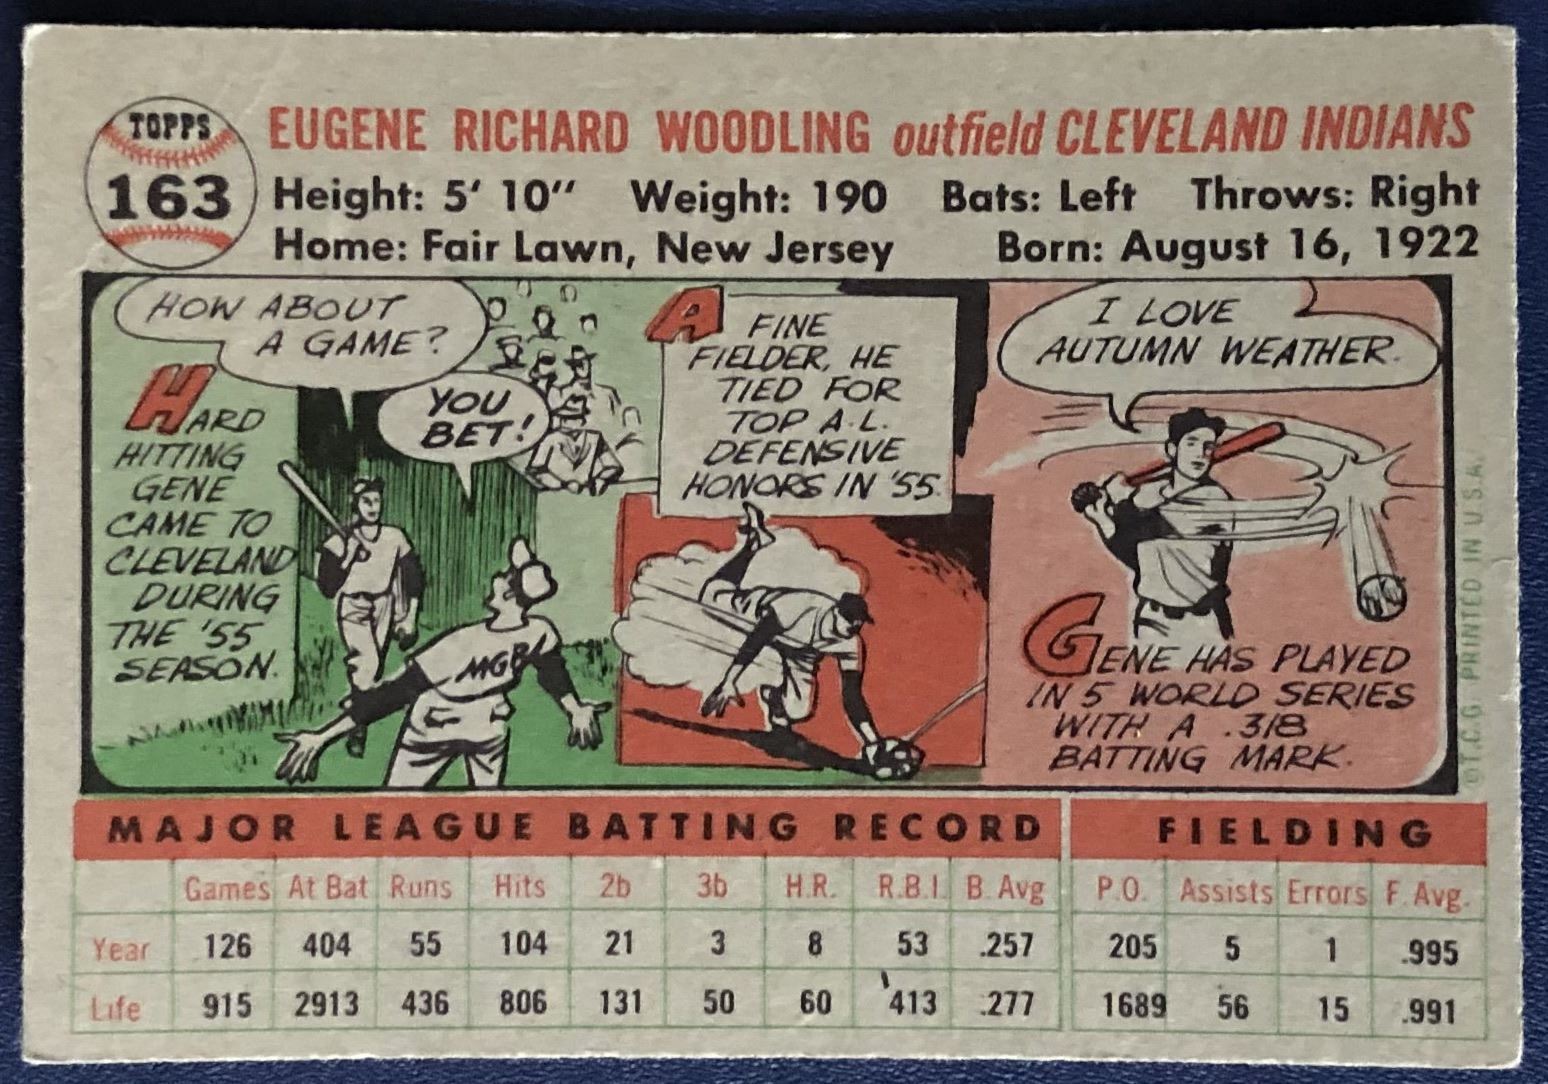 TOPPS
163
EUGENE RICHARD WOODLING outfield CLEVELAND INDIANS
Height: 5' 10" Weight: 190 Bats: Left Throws: Right
Home: Fair Lawn, New Jersey Born: August 16, 1922
HOW ABOUT
A GAME?
YOU
BET!
HARD
HITTING
GENE
CAME TO
CLEVELAND
DURING
THE '55
SEASON.
MGR.
A FINE
FIELDER, HE
TIED FOR
TOP A.L.
DEFENSIVE
HONORS IN '55.
I LOVE
AUTUMN WEATHER.
GENE HAS PLAYED
IN 5 WORLD SERIES
WITH A .318
BATTING MARK.
©T.C.G. PRINTED IN U.S.A.
MAJOR LEAGUE BATTING RECORD FIELDING
Games At Bat Runs Hits 2b 3b H.R. R.B.I. B. Avg P.O. Assists Errors F. Avg.
Year 126 404 55 104 21 3 8 53 .257 205 5 1 .995
Life 915 2913 436 806 131 50 60 413 .277 1689 56 15 .991